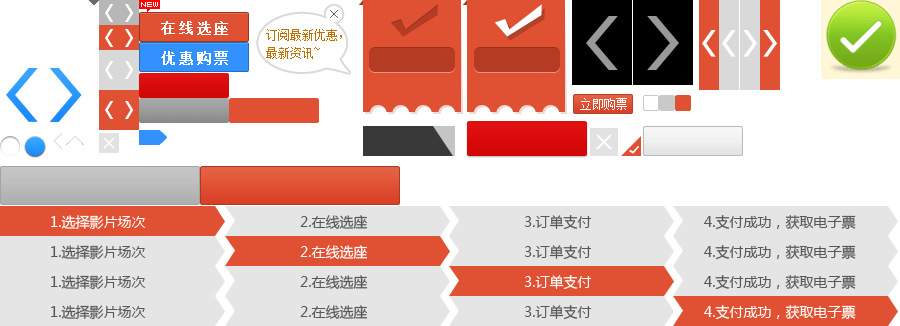 NEW
在线选座
优惠购票
订阅最新优惠，
最新资讯~
立即购票
1.选择影片场次 2.在线选座 3.订单支付 4.支付成功，获取电子票
1.选择影片场次 2.在线选座 3.订单支付 4.支付成功，获取电子票
1.选择影片场次 2.在线选座 3.订单支付 4.支付成功，获取电子票
1.选择影片场次 2.在线选座 3.订单支付 4.支付成功，获取电子票